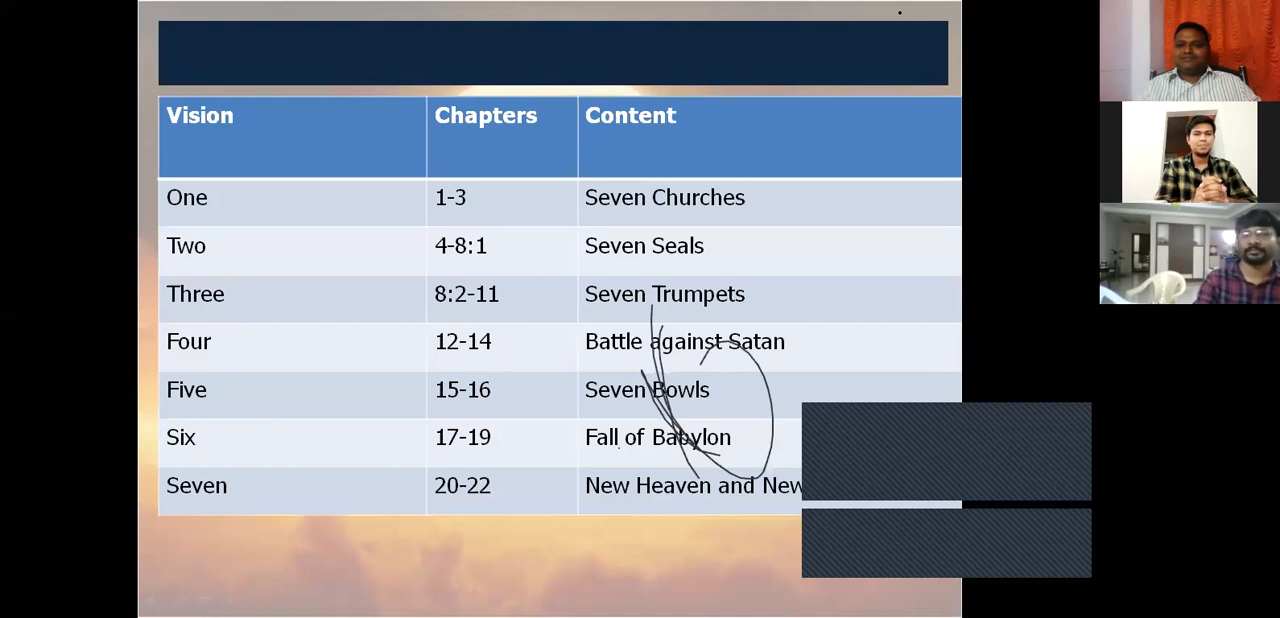 Vision Chapters Content
One 1-3 Seven Churches
Two 4-8:1 Seven Seals
Three 8:2-11 Seven Trumpets
Four 12-14 Battle against Satan
Five 15-16 Seven Bowls
Six 17-19 Fall of Babylon
Seven 20-22 New Heaven and New